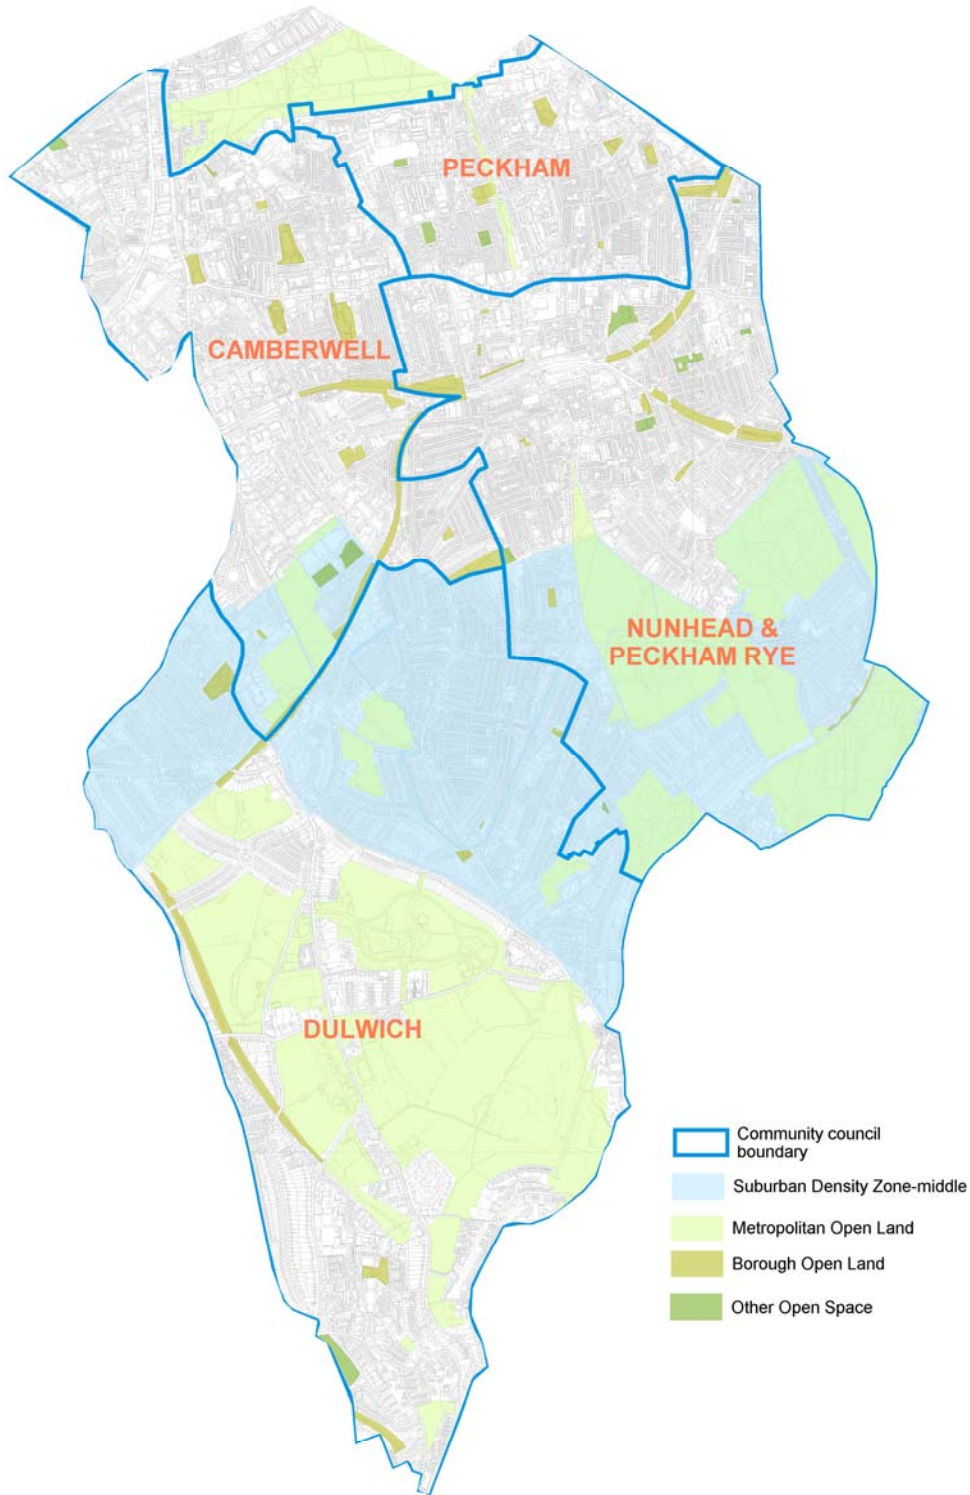 PECKHAM
CAMBERWELL
NUNHEAD &
PECKHAM RYE
DULWICH
Community council
boundary
Suburban Density Zone-middle
Metropolitan Open Land
Borough Open Land
Other Open Space